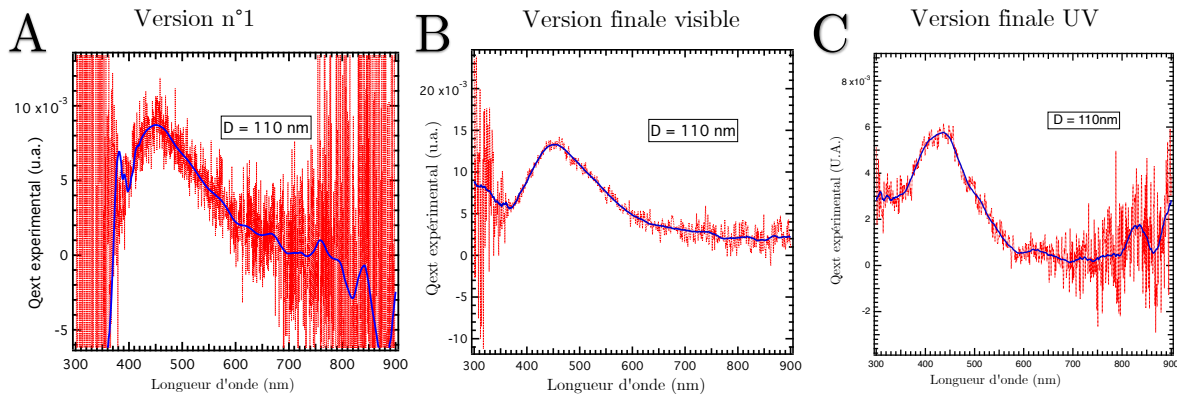 A
Version n°1
10 x10⁻³
5
0
-5
Qext experimental (u.a.)
D = 110 nm
300 400 500 600 700 800 900
Longueur d'onde (nm)
B
Version finale visible
20 x10⁻³
15
10
5
0
-5
-10
Qext expérimental (u.a.)
D = 110 nm
300 400 500 600 700 800 900
Longueur d'onde (nm)
C
Version finale UV
8 x10⁻³
6
4
2
0
-2
Qext expérimental (U.A.)
D = 110nm
300 400 500 600 700 800 900
Longueur d'onde (nm)